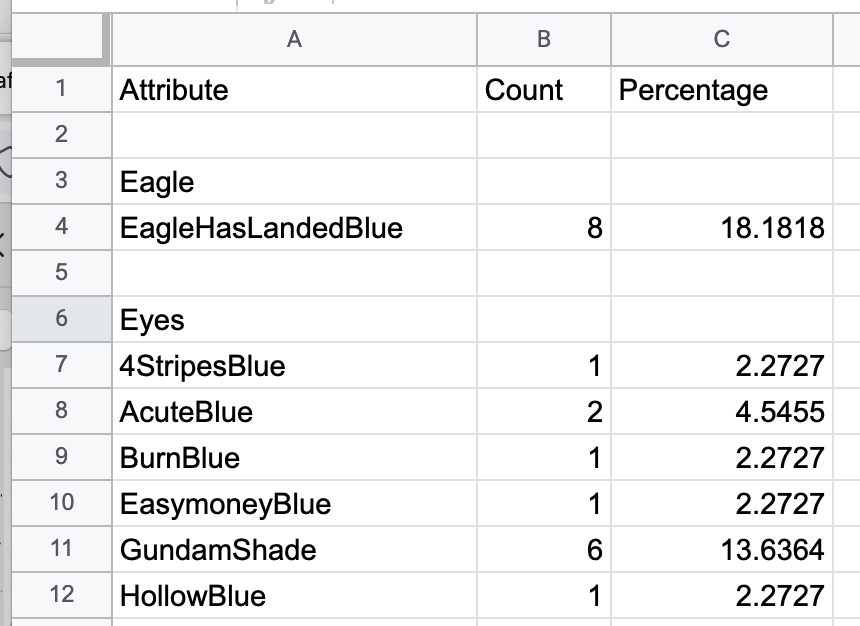 A B C
1 Attribute Count Percentage
2
3 Eagle
4 EagleHasLandedBlue 8 18.1818
5
6 Eyes
7 4StripesBlue 1 2.2727
8 AcuteBlue 2 4.5455
9 BurnBlue 1 2.2727
10 EasymoneyBlue 1 2.2727
11 GundamShade 6 13.6364
12 HollowBlue 1 2.2727